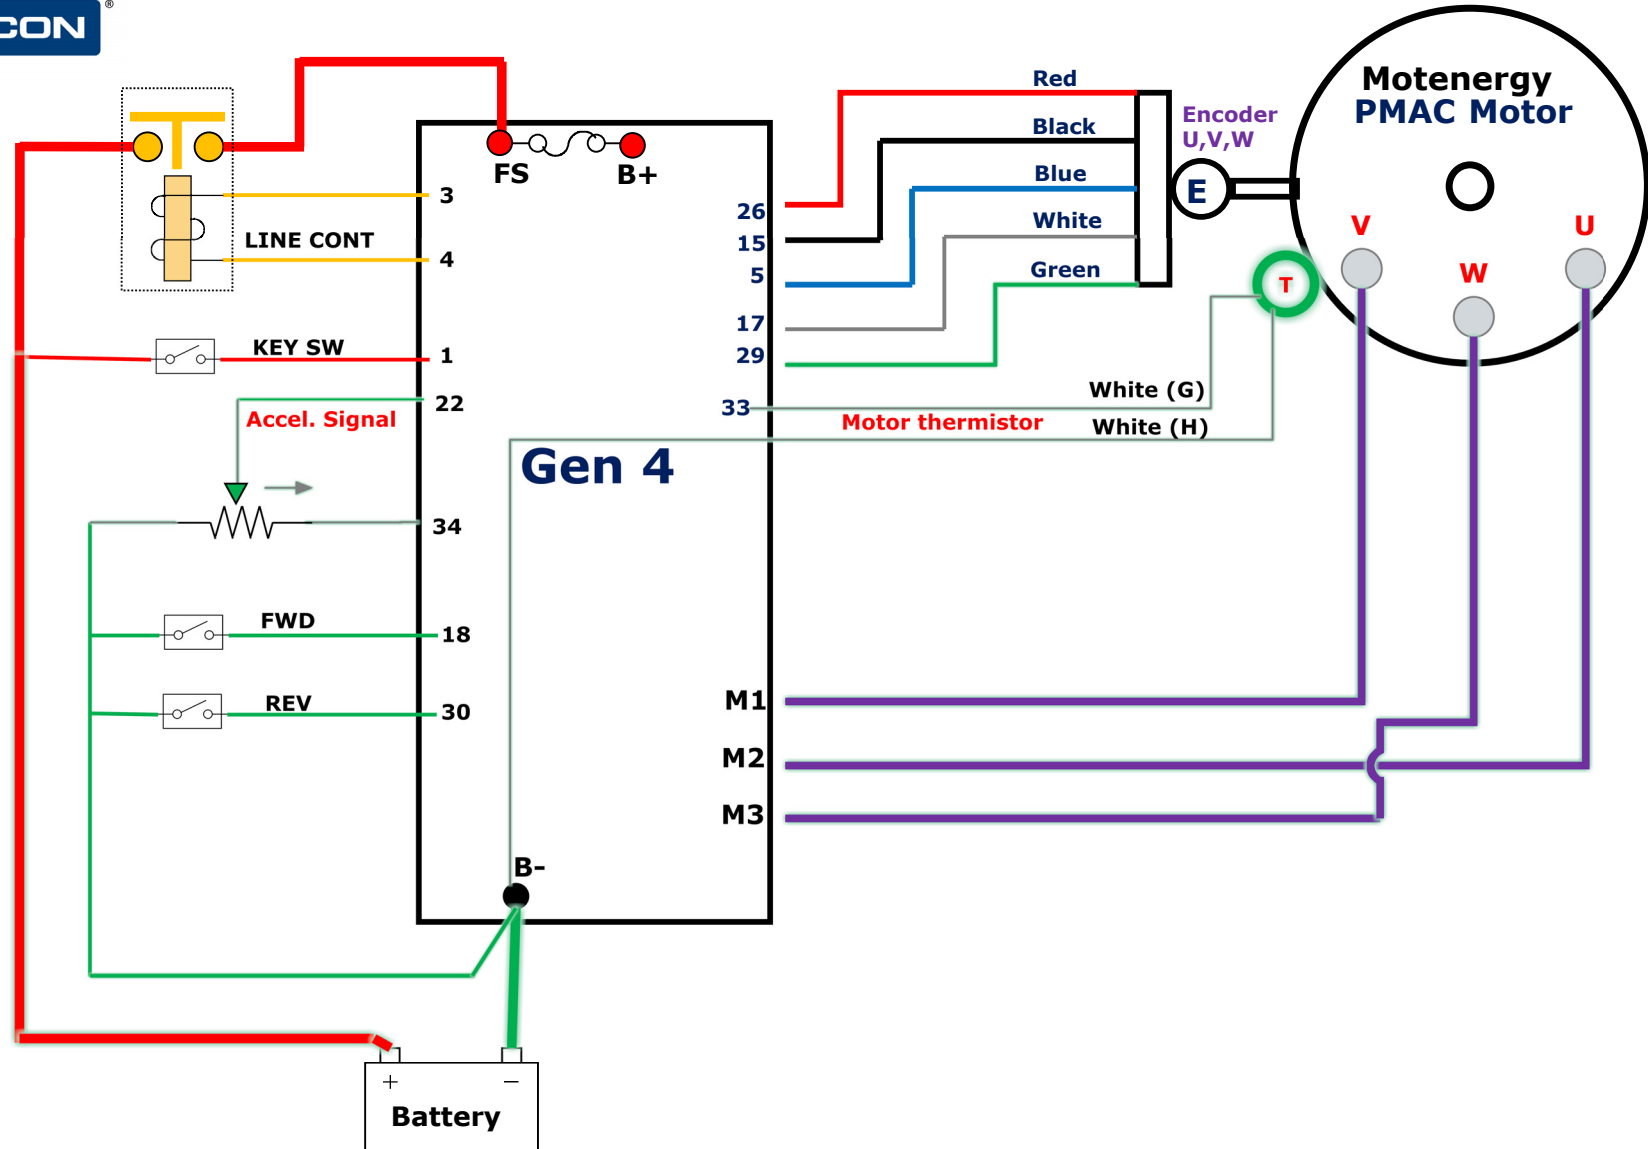 CON
®
FS
B+
3
LINE CONT
4
KEY SW
1
22
Accel. Signal
34
FWD
18
REV
30
Gen 4
26
15
5
17
29
33
M1
M2
M3
B-
Red
Black
Blue
White
Green
Encoder
U,V,W
E
Motenergy
PMAC Motor
V
W
U
T
White (G)
Motor thermistor
White (H)
+
−
Battery